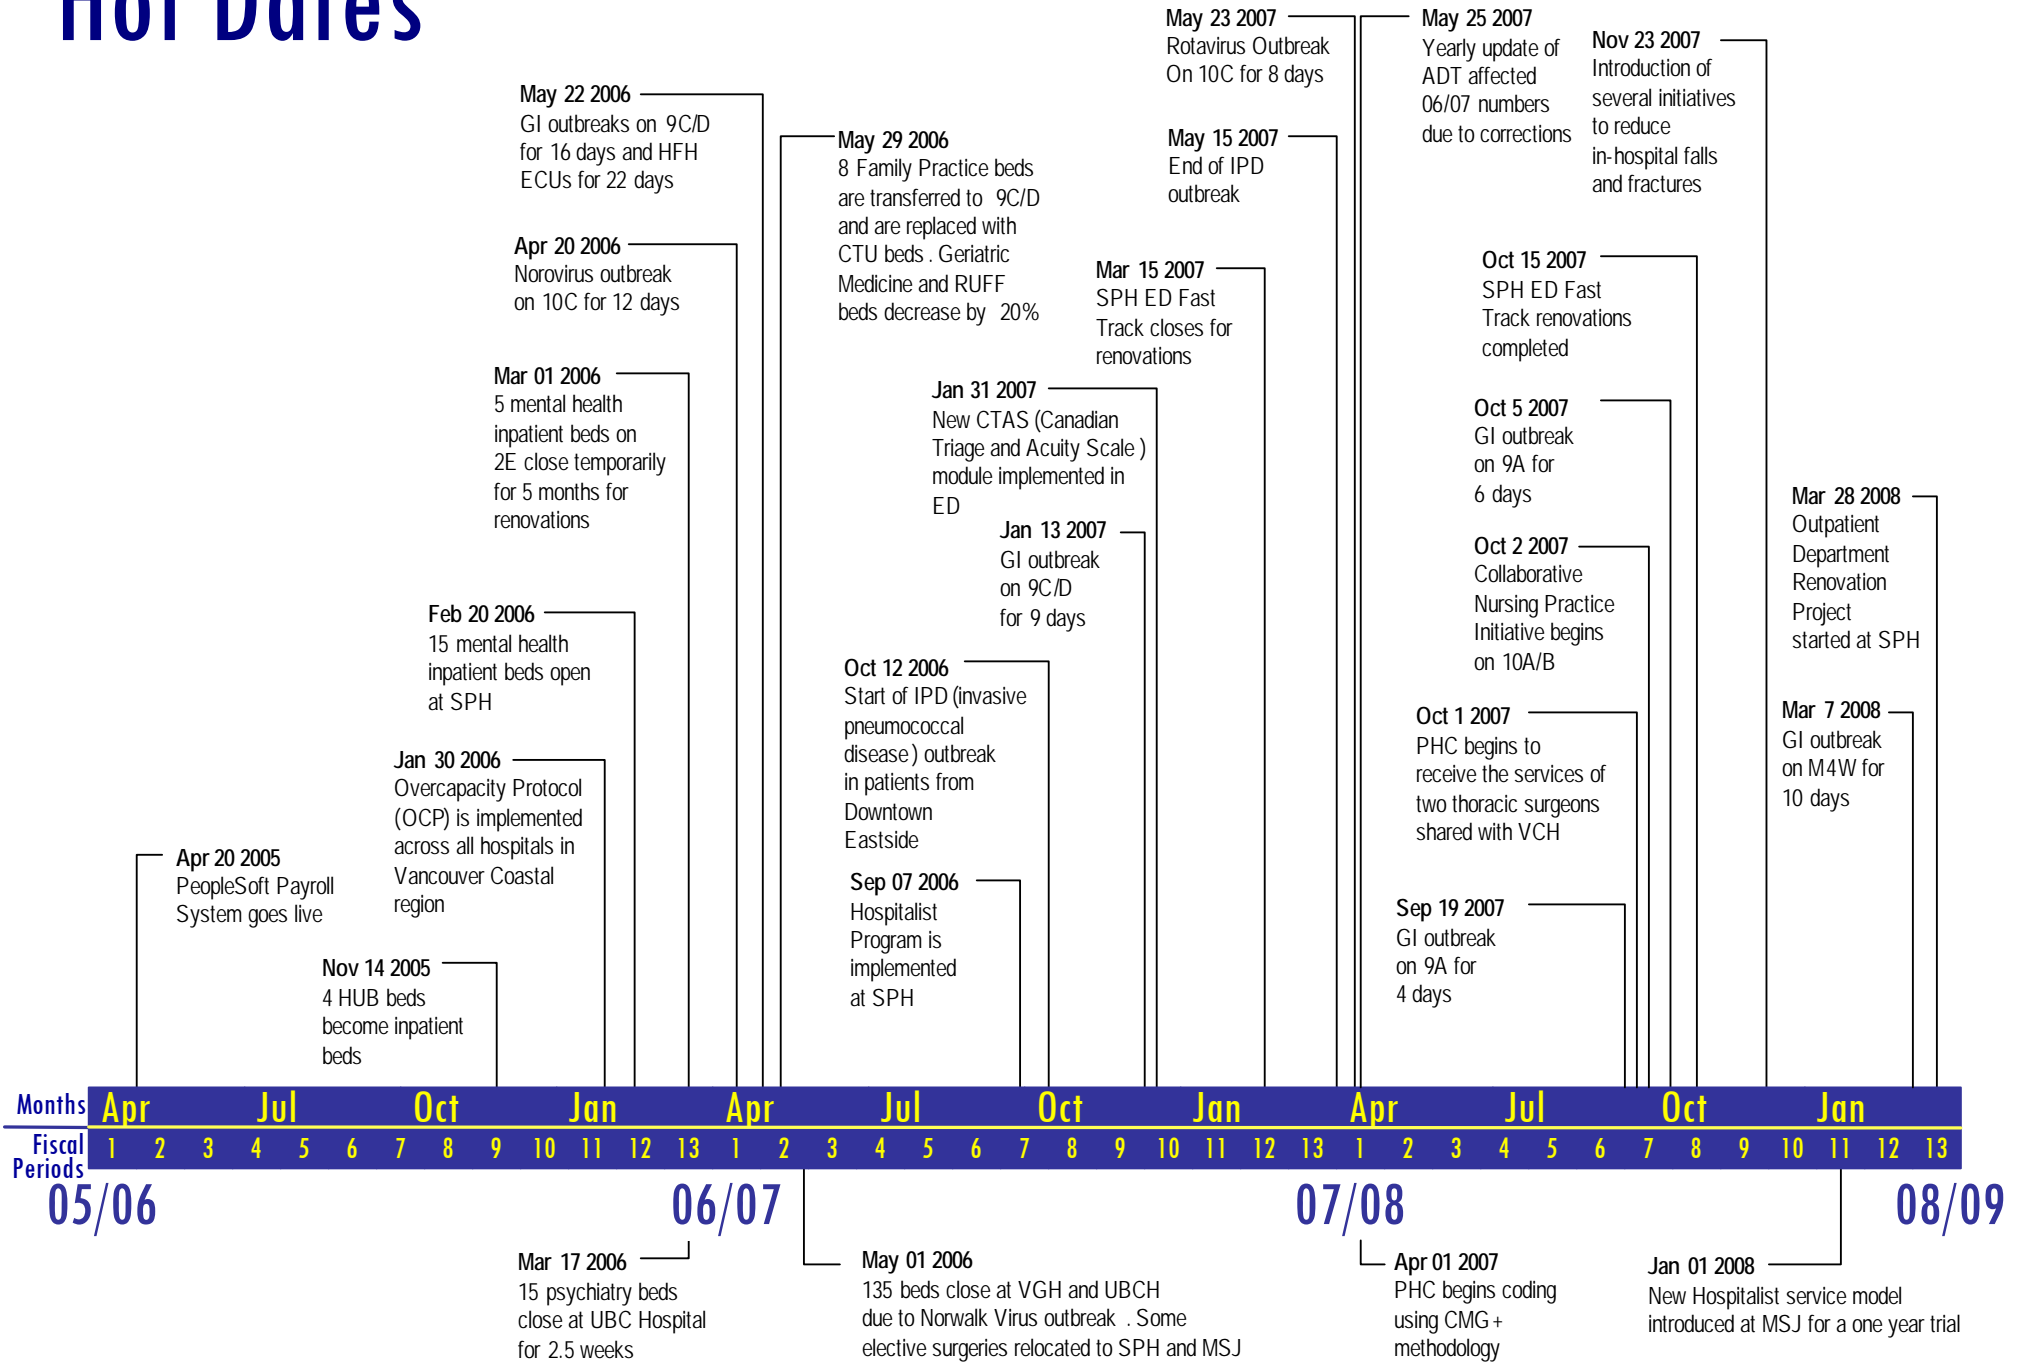 Hot Dates
May 23 2007
Rotavirus Outbreak
On 10C for 8 days
May 25 2007
Yearly update of
ADT affected
06/07 numbers
due to corrections
Nov 23 2007
Introduction of
several initiatives
to reduce
in-hospital falls
and fractures
May 22 2006
GI outbreaks on 9C/D
for 16 days and HFH
ECUs for 22 days
May 29 2006
8 Family Practice beds
are transferred to 9C/D
and are replaced with
CTU beds . Geriatric
Medicine and RUFF
beds decrease by 20%
May 15 2007
End of IPD
outbreak
Apr 20 2006
Norovirus outbreak
on 10C for 12 days
Mar 15 2007
SPH ED Fast
Track closes for
renovations
Oct 15 2007
SPH ED Fast
Track renovations
completed
Mar 01 2006
5 mental health
inpatient beds on
2E close temporarily
for 5 months for
renovations
Jan 31 2007
New CTAS (Canadian
Triage and Acuity Scale )
module implemented in
ED
Oct 5 2007
GI outbreak
on 9A for
6 days
Jan 13 2007
GI outbreak
on 9C/D
for 9 days
Oct 2 2007
Collaborative
Nursing Practice
Initiative begins
on 10A/B
Mar 28 2008
Outpatient
Department
Renovation
Project
started at SPH
Feb 20 2006
15 mental health
inpatient beds open
at SPH
Oct 12 2006
Start of IPD (invasive
pneumococcal
disease) outbreak
in patients from
Downtown
Eastside
Oct 1 2007
PHC begins to
receive the services of
two thoracic surgeons
shared with VCH
Mar 7 2008
GI outbreak
on M4W for
10 days
Jan 30 2006
Overcapacity Protocol
(OCP) is implemented
across all hospitals in
Vancouver Coastal
region
Apr 20 2005
PeopleSoft Payroll
System goes live
Sep 07 2006
Hospitalist
Program is
implemented
at SPH
Sep 19 2007
GI outbreak
on 9A for
4 days
Nov 14 2005
4 HUB beds
become inpatient
beds
Months Apr Jul Oct Jan Apr Jul Oct Jan Apr Jul Oct Jan
Fiscal
Periods
1 2 3 4 5 6 7 8 9 10 11 12 13 1 2 3 4 5 6 7 8 9 10 11 12 13 1 2 3 4 5 6 7 8 9 10 11 12 13
05/06 06/07 07/08 08/09
Mar 17 2006
15 psychiatry beds
close at UBC Hospital
for 2.5 weeks
May 01 2006
135 beds close at VGH and UBCH
due to Norwalk Virus outbreak . Some
elective surgeries relocated to SPH and MSJ
Apr 01 2007
PHC begins coding
using CMG+
methodology
Jan 01 2008
New Hospitalist service model
introduced at MSJ for a one year trial